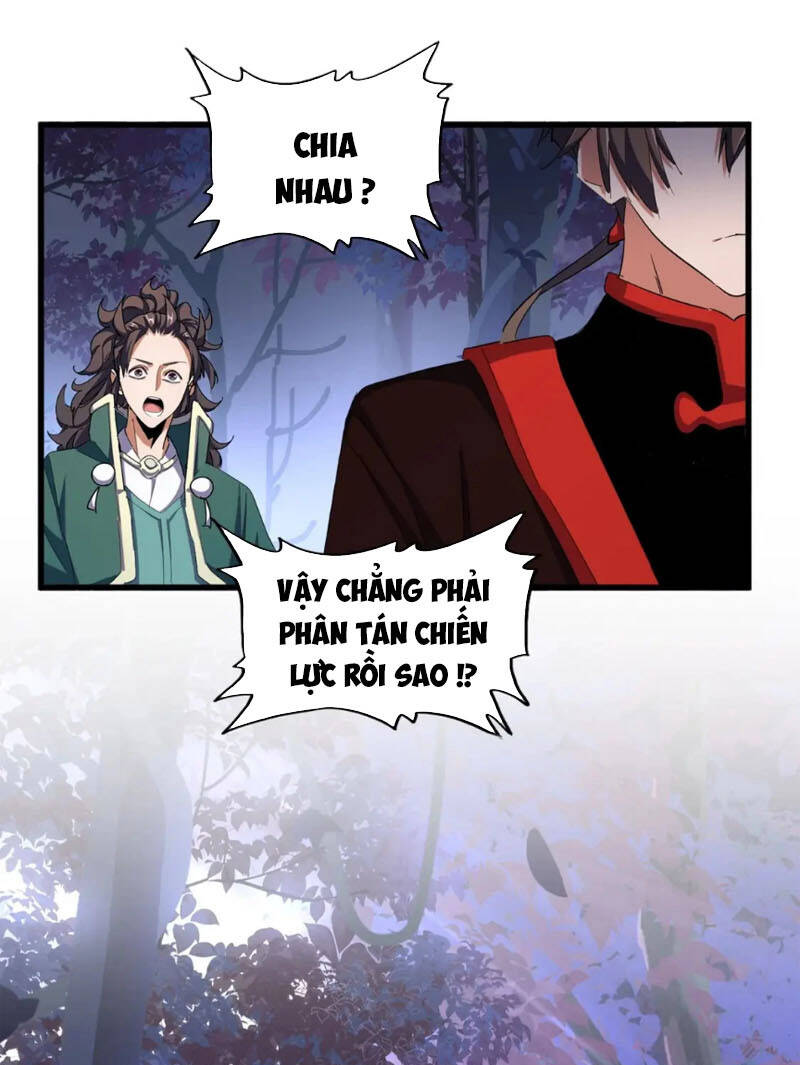 CHIA
NHAU ?
VẬY CHẲNG PHẢI
PHÂN TÁN CHIẾN
LỰC RỒI SAO !?